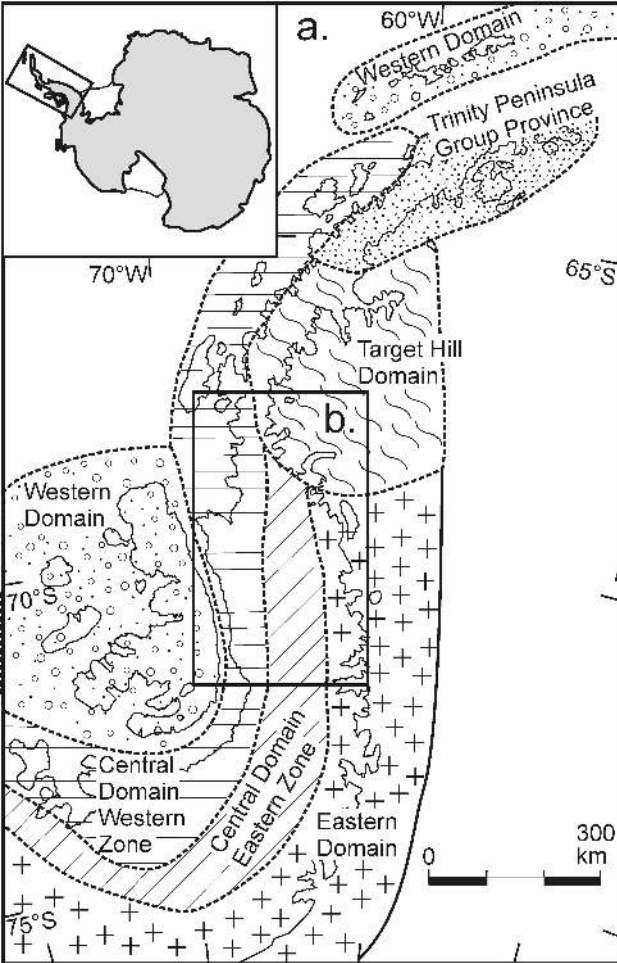 a.
60°W
Western Domain
Trinity Peninsula
Group Province
70°W
65°S
Target Hill
Domain
b.
Western
Domain
70°S
Central
Domain
Western
Zone
Central Domain
Eastern Zone
Eastern
Domain
300
0
km
75°S